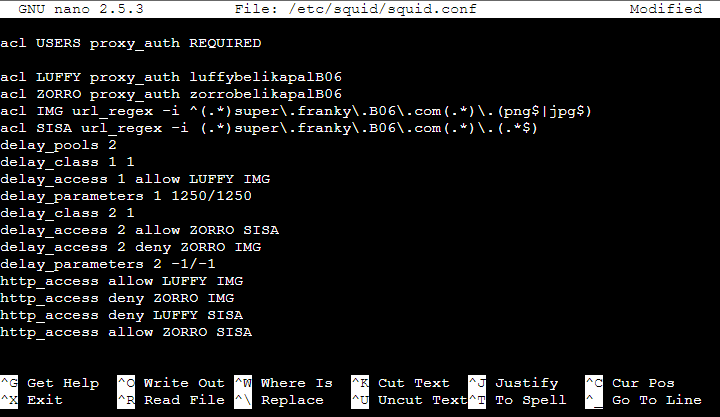 GNU nano 2.5.3 File: /etc/squid/squid.conf Modified
acl USERS proxy_auth REQUIRED
acl LUFFY proxy_auth luffybelikapalB06
acl ZORRO proxy_auth zorrobelikapalB06
acl IMG url_regex -i ^(.*)super\.franky\.B06\.com(.*)\.(png$|jpg$)
acl SISA url_regex -i (.*)super\.franky\.B06\.com(.*)\.(.*$)
delay_pools 2
delay_class 1 1
delay_access 1 allow LUFFY IMG
delay_parameters 1 1250/1250
delay_class 2 1
delay_access 2 allow ZORRO SISA
delay_access 2 deny ZORRO IMG
delay_parameters 2 -1/-1
http_access allow LUFFY IMG
http_access deny ZORRO IMG
http_access deny LUFFY SISA
http_access allow ZORRO SISA
^G Get Help ^O Write Out ^W Where Is ^K Cut Text ^J Justify ^C Cur Pos
^X Exit ^R Read File ^\ Replace ^U Uncut Text ^T To Spell ^_ Go To Line